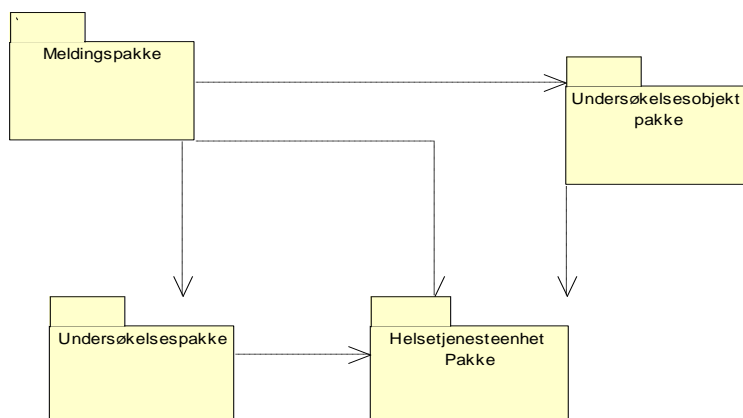 Meldingspakke
Undersøkelsesobjekt
pakke
Undersøkelsespakke
Helsetjenesteenhet
Pakke